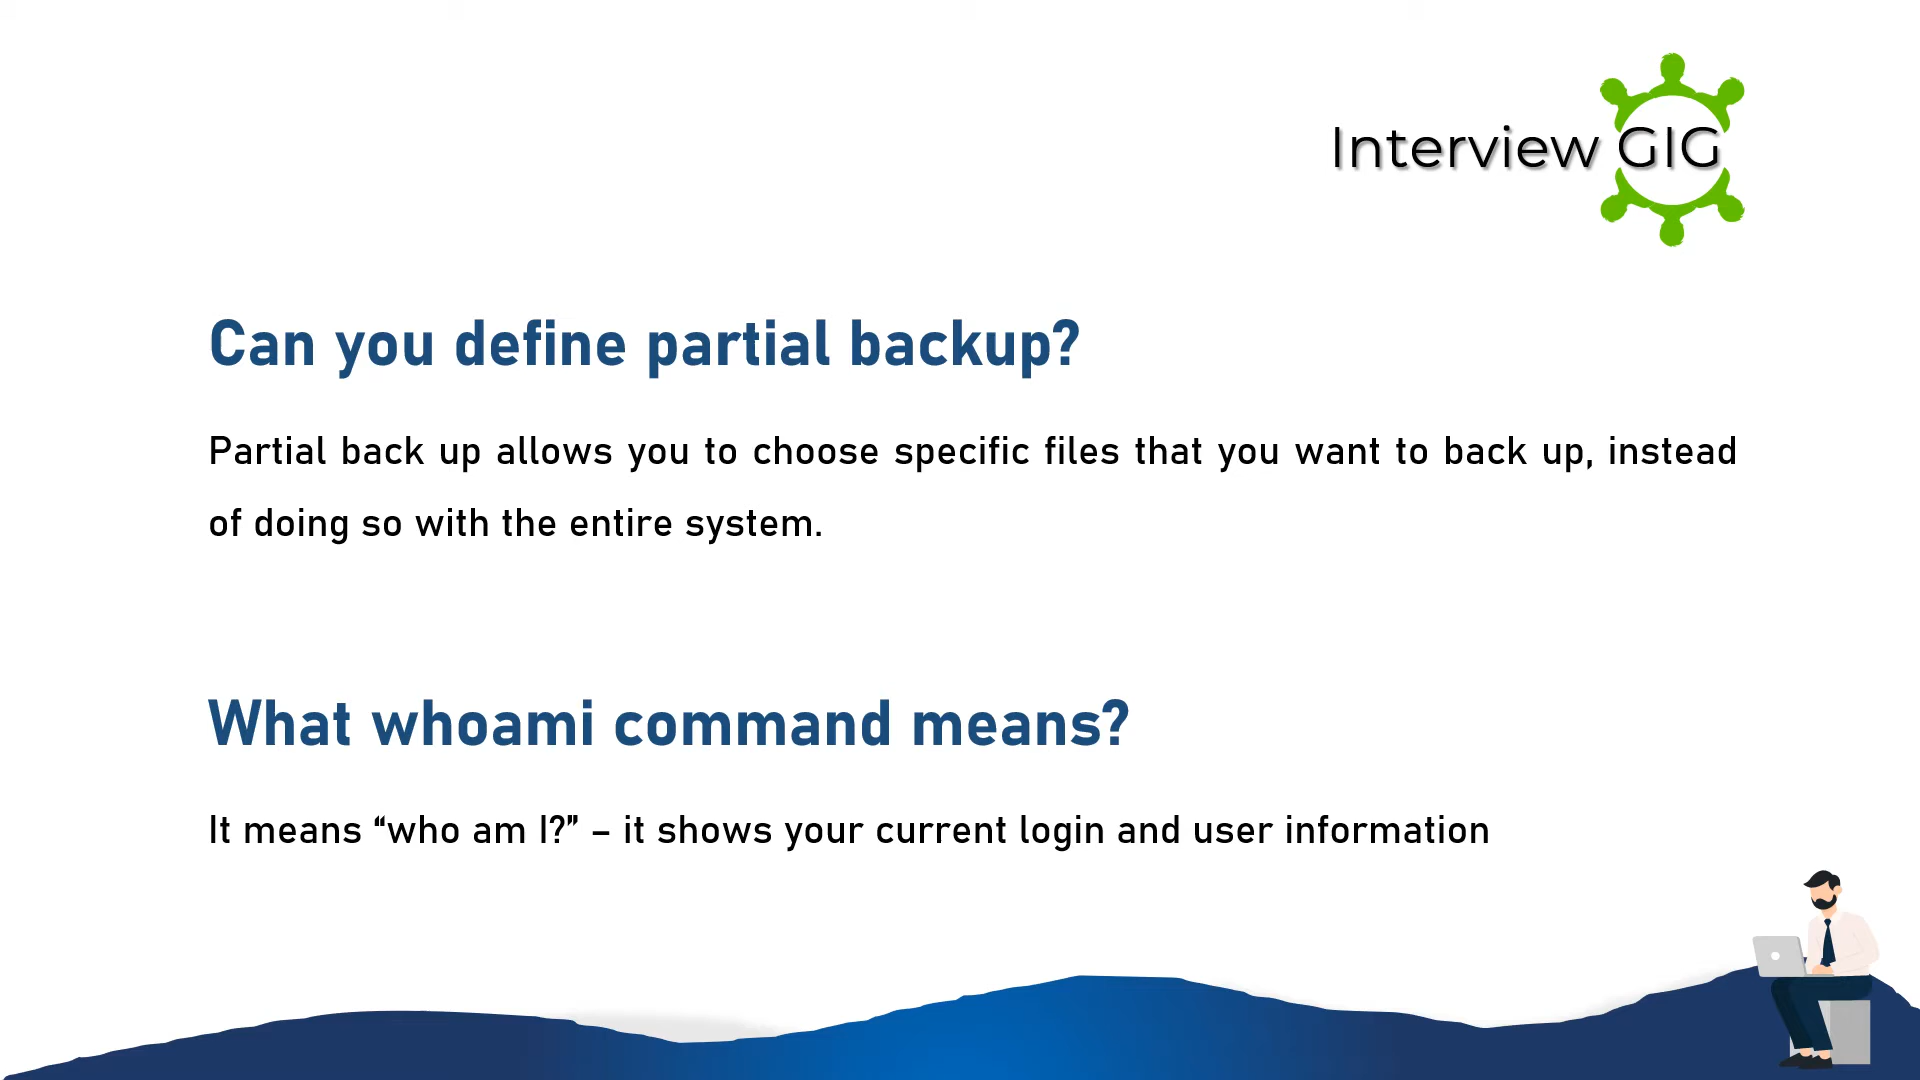 Interview GIG
Can you define partial backup?
Partial back up allows you to choose specific files that you want to back up, instead
of doing so with the entire system.
What whoami command means?
It means “who am I?” – it shows your current login and user information